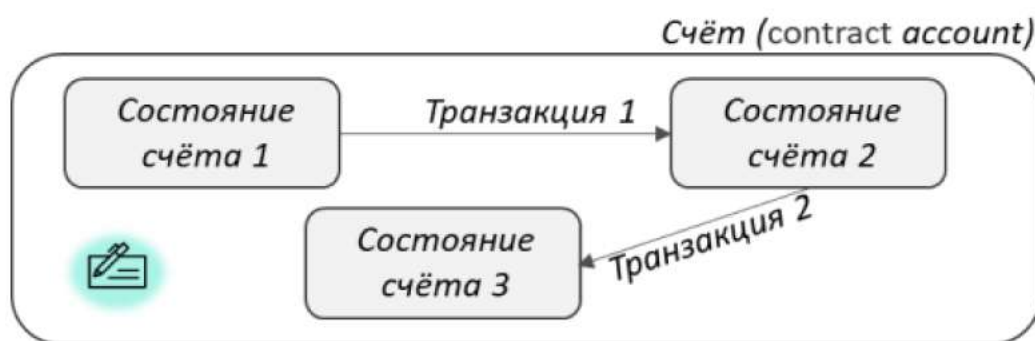 Счёт (contract account)
Состояние
счёта 1
Транзакция 1
Состояние
счёта 2
Транзакция 2
Состояние
счёта 3